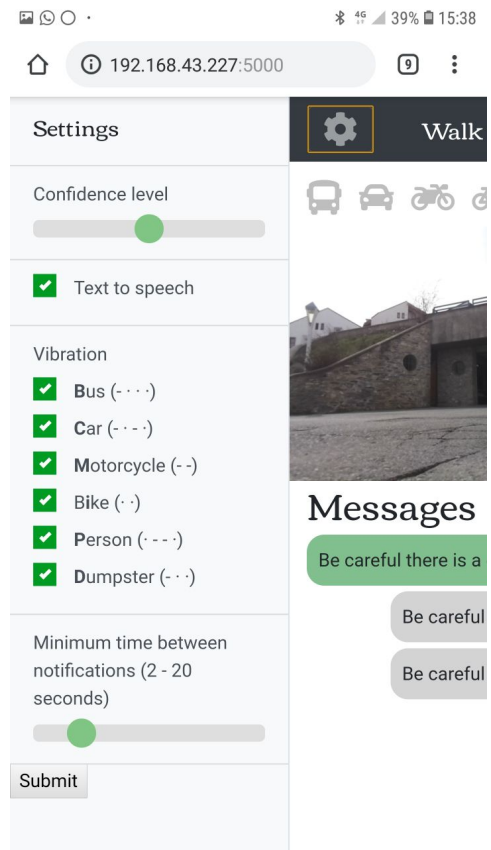 4G 39% 15:38
192.168.43.227:5000
9
Settings
Walk
Confidence level
Text to speech
Vibration
Bus (- · · ·)
Car (- · - ·)
Motorcycle (- -)
Bike (· ·)
Person (· - - ·)
Dumpster (- · ·)
Minimum time between
notifications (2 - 20
seconds)
Submit
Messages
Be careful there is a
Be careful
Be careful